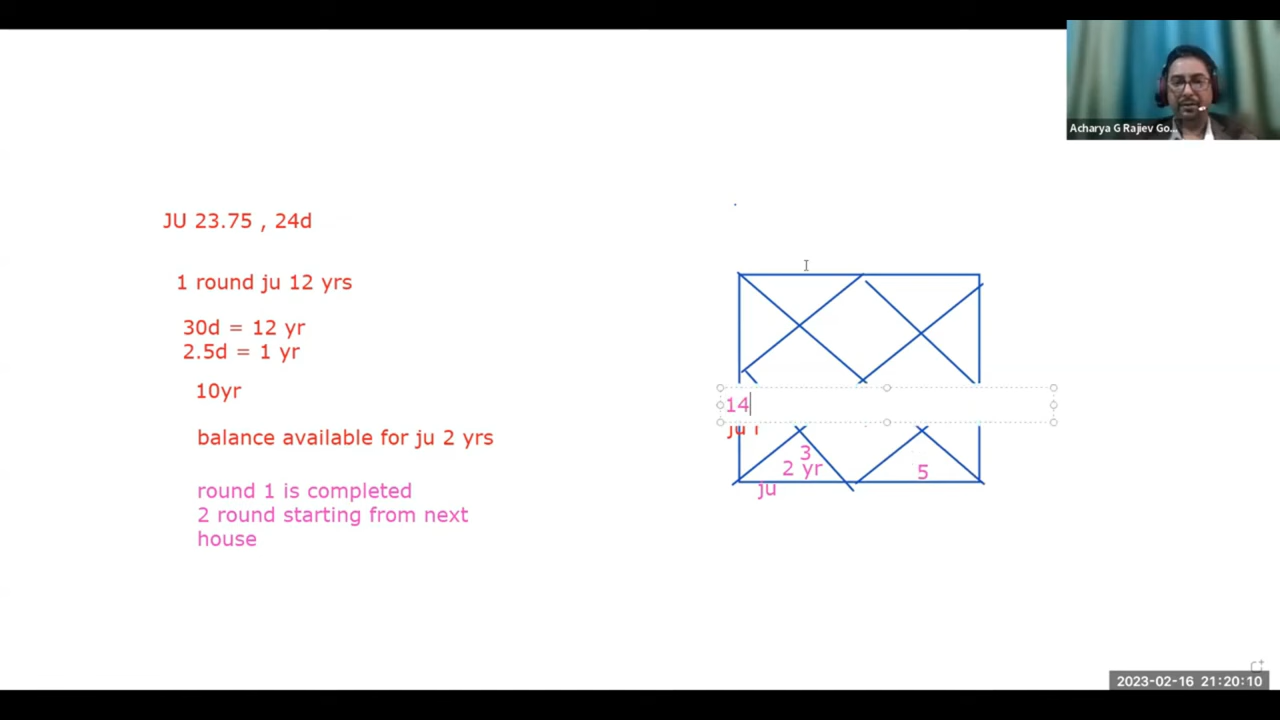 Acharya G Rajiev Go...
JU 23.75 , 24d
1 round ju 12 yrs
30d = 12 yr
2.5d = 1 yr
10yr
balance available for ju 2 yrs
round 1 is completed
2 round starting from next
house
14
ju
3
2 yr
ju
5
2023-02-16 21:20:10